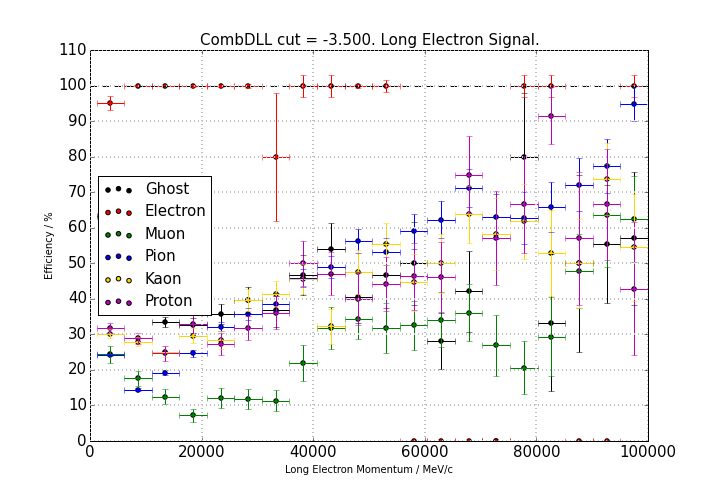 CombDLL cut = -3.500. Long Electron Signal.
110
100
90
80
70
60
50
40
30
20
10
0
Efficiency / %
Ghost
Electron
Muon
Pion
Kaon
Proton
0 20000 40000 60000 80000 100000
Long Electron Momentum / MeV/c